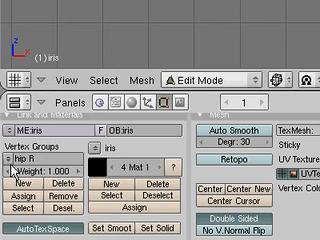 z
x
(1) iris
View Select Mesh Edit Mode
Panels 1
Link and Materials
Mesh
ME:iris F OB:iris
Vertex Groups
hip R
Weight: 1.000
New Delete
Assign Remove
Select Desel.
AutoTexSpace
iris
4 Mat 1 ?
New Delete
Select Deselect
Assign
Set Smoot Set Solid
Auto Smooth
Degr: 30
Retopo
Center Center New
Center Cursor
Double Sided
No V.Normal Flip
TexMesh:
Sticky
UV Texture
UVTe
Vertex Colo